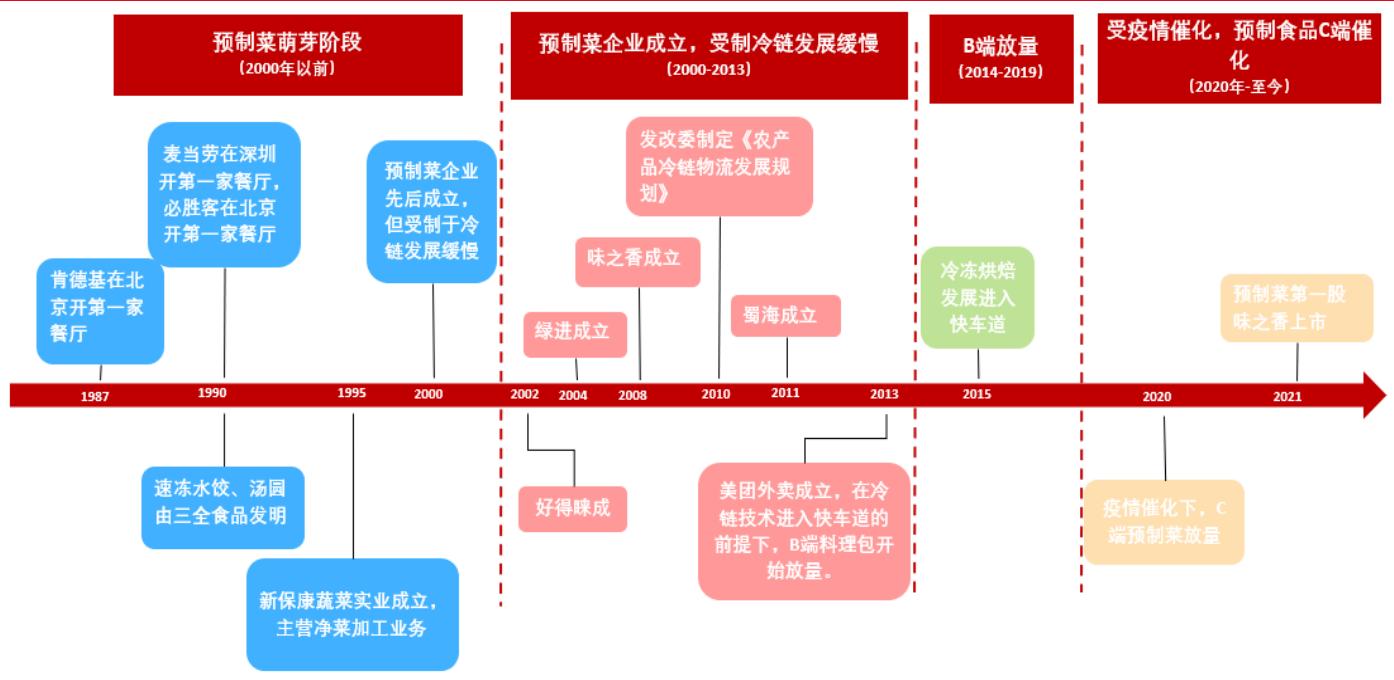 预制菜萌芽阶段
（2000年以前）
预制菜企业成立，受制冷链发展缓慢
（2000-2013）
B端放量
（2014-2019）
受疫情催化，预制食品C端催
化
（2020年-至今）
肯德基在北
京开第一家
餐厅
麦当劳在深圳
开第一家餐厅，
必胜客在北京
开第一家餐厅
预制菜企业
先后成立，
但受制于冷
链发展缓慢
绿进成立
味之香成立
发改委制定《农产
品冷链物流发展规
划》
蜀海成立
冷冻烘焙
发展进入
快车道
预制菜第一股
味之香上市
1987
1990
1995
2000
2002
2004
2008
2010
2011
2013
2015
2020
2021
速冻水饺、汤圆
由三全食品发明
新保康蔬菜实业成立，
主营净菜加工业务
好得睐成
美团外卖成立，在冷
链技术进入快车道的
前提下，B端料理包开
始放量。
疫情催化下，C
端预制菜放量